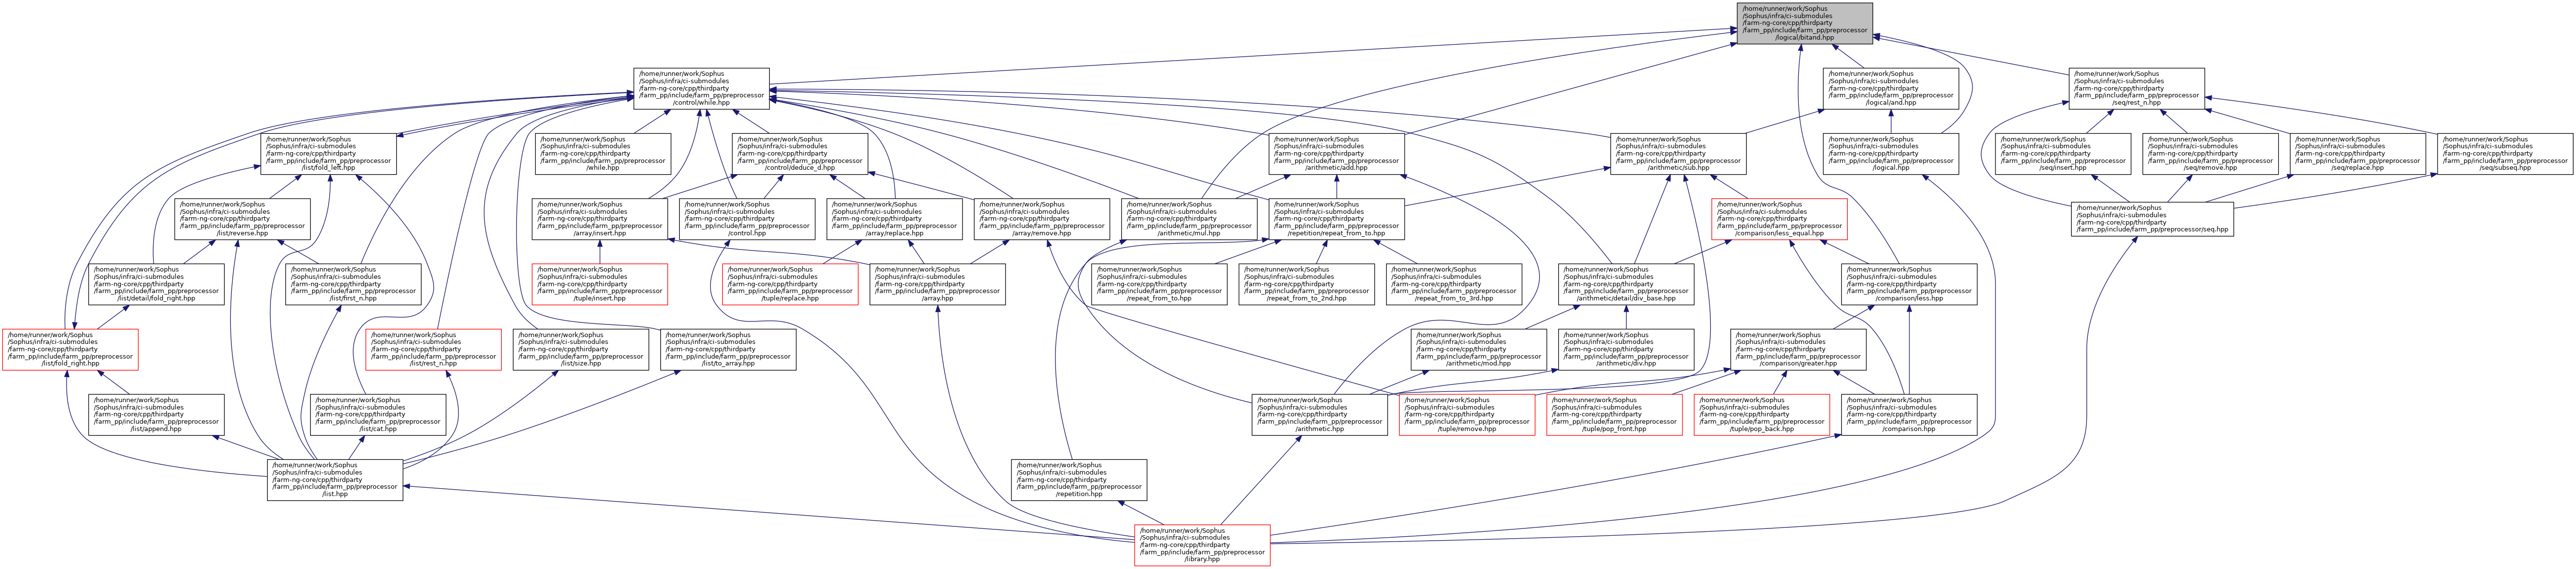 /home/runner/work/Sophus
/Sophus/infra/ci-submodules
/farm-ng-core/cpp/thirdparty
/farm_pp/include/farm_pp/preprocessor
/logical/bitand.hpp
/home/runner/work/Sophus
/Sophus/infra/ci-submodules
/farm-ng-core/cpp/thirdparty
/farm_pp/include/farm_pp/preprocessor
/control/while.hpp
/home/runner/work/Sophus
/Sophus/infra/ci-submodules
/farm-ng-core/cpp/thirdparty
/farm_pp/include/farm_pp/preprocessor
/logical/and.hpp
/home/runner/work/Sophus
/Sophus/infra/ci-submodules
/farm-ng-core/cpp/thirdparty
/farm_pp/include/farm_pp/preprocessor
/seq/rest_n.hpp
/home/runner/work/Sophus
/Sophus/infra/ci-submodules
/farm-ng-core/cpp/thirdparty
/farm_pp/include/farm_pp/preprocessor
/list/fold_left.hpp
/home/runner/work/Sophus
/Sophus/infra/ci-submodules
/farm-ng-core/cpp/thirdparty
/farm_pp/include/farm_pp/preprocessor
/while.hpp
/home/runner/work/Sophus
/Sophus/infra/ci-submodules
/farm-ng-core/cpp/thirdparty
/farm_pp/include/farm_pp/preprocessor
/control/deduce_d.hpp
/home/runner/work/Sophus
/Sophus/infra/ci-submodules
/farm-ng-core/cpp/thirdparty
/farm_pp/include/farm_pp/preprocessor
/arithmetic/add.hpp
/home/runner/work/Sophus
/Sophus/infra/ci-submodules
/farm-ng-core/cpp/thirdparty
/farm_pp/include/farm_pp/preprocessor
/arithmetic/sub.hpp
/home/runner/work/Sophus
/Sophus/infra/ci-submodules
/farm-ng-core/cpp/thirdparty
/farm_pp/include/farm_pp/preprocessor
/logical.hpp
/home/runner/work/Sophus
/Sophus/infra/ci-submodules
/farm-ng-core/cpp/thirdparty
/farm_pp/include/farm_pp/preprocessor
/seq/insert.hpp
/home/runner/work/Sophus
/Sophus/infra/ci-submodules
/farm-ng-core/cpp/thirdparty
/farm_pp/include/farm_pp/preprocessor
/seq/remove.hpp
/home/runner/work/Sophus
/Sophus/infra/ci-submodules
/farm-ng-core/cpp/thirdparty
/farm_pp/include/farm_pp/preprocessor
/seq/replace.hpp
/home/runner/work/Sophus
/Sophus/infra/ci-submodules
/farm-ng-core/cpp/thirdparty
/farm_pp/include/farm_pp/preprocessor
/seq/subseq.hpp
/home/runner/work/Sophus
/Sophus/infra/ci-submodules
/farm-ng-core/cpp/thirdparty
/farm_pp/include/farm_pp/preprocessor
/list/reverse.hpp
/home/runner/work/Sophus
/Sophus/infra/ci-submodules
/farm-ng-core/cpp/thirdparty
/farm_pp/include/farm_pp/preprocessor
/array/insert.hpp
/home/runner/work/Sophus
/Sophus/infra/ci-submodules
/farm-ng-core/cpp/thirdparty
/farm_pp/include/farm_pp/preprocessor
/control.hpp
/home/runner/work/Sophus
/Sophus/infra/ci-submodules
/farm-ng-core/cpp/thirdparty
/farm_pp/include/farm_pp/preprocessor
/array/replace.hpp
/home/runner/work/Sophus
/Sophus/infra/ci-submodules
/farm-ng-core/cpp/thirdparty
/farm_pp/include/farm_pp/preprocessor
/array/remove.hpp
/home/runner/work/Sophus
/Sophus/infra/ci-submodules
/farm-ng-core/cpp/thirdparty
/farm_pp/include/farm_pp/preprocessor
/arithmetic/mul.hpp
/home/runner/work/Sophus
/Sophus/infra/ci-submodules
/farm-ng-core/cpp/thirdparty
/farm_pp/include/farm_pp/preprocessor
/repetition/repeat_from_to.hpp
/home/runner/work/Sophus
/Sophus/infra/ci-submodules
/farm-ng-core/cpp/thirdparty
/farm_pp/include/farm_pp/preprocessor
/comparison/less_equal.hpp
/home/runner/work/Sophus
/Sophus/infra/ci-submodules
/farm-ng-core/cpp/thirdparty
/farm_pp/include/farm_pp/preprocessor/seq.hpp
/home/runner/work/Sophus
/Sophus/infra/ci-submodules
/farm-ng-core/cpp/thirdparty
/farm_pp/include/farm_pp/preprocessor
/list/detail/fold_right.hpp
/home/runner/work/Sophus
/Sophus/infra/ci-submodules
/farm-ng-core/cpp/thirdparty
/farm_pp/include/farm_pp/preprocessor
/list/first_n.hpp
/home/runner/work/Sophus
/Sophus/infra/ci-submodules
/farm-ng-core/cpp/thirdparty
/farm_pp/include/farm_pp/preprocessor
/tuple/insert.hpp
/home/runner/work/Sophus
/Sophus/infra/ci-submodules
/farm-ng-core/cpp/thirdparty
/farm_pp/include/farm_pp/preprocessor
/tuple/replace.hpp
/home/runner/work/Sophus
/Sophus/infra/ci-submodules
/farm-ng-core/cpp/thirdparty
/farm_pp/include/farm_pp/preprocessor
/array.hpp
/home/runner/work/Sophus
/Sophus/infra/ci-submodules
/farm-ng-core/cpp/thirdparty
/farm_pp/include/farm_pp/preprocessor
/repeat_from_to.hpp
/home/runner/work/Sophus
/Sophus/infra/ci-submodules
/farm-ng-core/cpp/thirdparty
/farm_pp/include/farm_pp/preprocessor
/repeat_from_to_2nd.hpp
/home/runner/work/Sophus
/Sophus/infra/ci-submodules
/farm-ng-core/cpp/thirdparty
/farm_pp/include/farm_pp/preprocessor
/repeat_from_to_3rd.hpp
/home/runner/work/Sophus
/Sophus/infra/ci-submodules
/farm-ng-core/cpp/thirdparty
/farm_pp/include/farm_pp/preprocessor
/arithmetic/detail/div_base.hpp
/home/runner/work/Sophus
/Sophus/infra/ci-submodules
/farm-ng-core/cpp/thirdparty
/farm_pp/include/farm_pp/preprocessor
/comparison/less.hpp
/home/runner/work/Sophus
/Sophus/infra/ci-submodules
/farm-ng-core/cpp/thirdparty
/farm_pp/include/farm_pp/preprocessor
/list/fold_right.hpp
/home/runner/work/Sophus
/Sophus/infra/ci-submodules
/farm-ng-core/cpp/thirdparty
/farm_pp/include/farm_pp/preprocessor
/list/rest_n.hpp
/home/runner/work/Sophus
/Sophus/infra/ci-submodules
/farm-ng-core/cpp/thirdparty
/farm_pp/include/farm_pp/preprocessor
/list/size.hpp
/home/runner/work/Sophus
/Sophus/infra/ci-submodules
/farm-ng-core/cpp/thirdparty
/farm_pp/include/farm_pp/preprocessor
/list/to_array.hpp
/home/runner/work/Sophus
/Sophus/infra/ci-submodules
/farm-ng-core/cpp/thirdparty
/farm_pp/include/farm_pp/preprocessor
/arithmetic/mod.hpp
/home/runner/work/Sophus
/Sophus/infra/ci-submodules
/farm-ng-core/cpp/thirdparty
/farm_pp/include/farm_pp/preprocessor
/arithmetic/div.hpp
/home/runner/work/Sophus
/Sophus/infra/ci-submodules
/farm-ng-core/cpp/thirdparty
/farm_pp/include/farm_pp/preprocessor
/comparison/greater.hpp
/home/runner/work/Sophus
/Sophus/infra/ci-submodules
/farm-ng-core/cpp/thirdparty
/farm_pp/include/farm_pp/preprocessor
/list/append.hpp
/home/runner/work/Sophus
/Sophus/infra/ci-submodules
/farm-ng-core/cpp/thirdparty
/farm_pp/include/farm_pp/preprocessor
/list/cat.hpp
/home/runner/work/Sophus
/Sophus/infra/ci-submodules
/farm-ng-core/cpp/thirdparty
/farm_pp/include/farm_pp/preprocessor
/arithmetic.hpp
/home/runner/work/Sophus
/Sophus/infra/ci-submodules
/farm-ng-core/cpp/thirdparty
/farm_pp/include/farm_pp/preprocessor
/tuple/remove.hpp
/home/runner/work/Sophus
/Sophus/infra/ci-submodules
/farm-ng-core/cpp/thirdparty
/farm_pp/include/farm_pp/preprocessor
/tuple/pop_front.hpp
/home/runner/work/Sophus
/Sophus/infra/ci-submodules
/farm-ng-core/cpp/thirdparty
/farm_pp/include/farm_pp/preprocessor
/tuple/pop_back.hpp
/home/runner/work/Sophus
/Sophus/infra/ci-submodules
/farm-ng-core/cpp/thirdparty
/farm_pp/include/farm_pp/preprocessor
/comparison.hpp
/home/runner/work/Sophus
/Sophus/infra/ci-submodules
/farm-ng-core/cpp/thirdparty
/farm_pp/include/farm_pp/preprocessor
/list.hpp
/home/runner/work/Sophus
/Sophus/infra/ci-submodules
/farm-ng-core/cpp/thirdparty
/farm_pp/include/farm_pp/preprocessor
/repetition.hpp
/home/runner/work/Sophus
/Sophus/infra/ci-submodules
/farm-ng-core/cpp/thirdparty
/farm_pp/include/farm_pp/preprocessor
/library.hpp